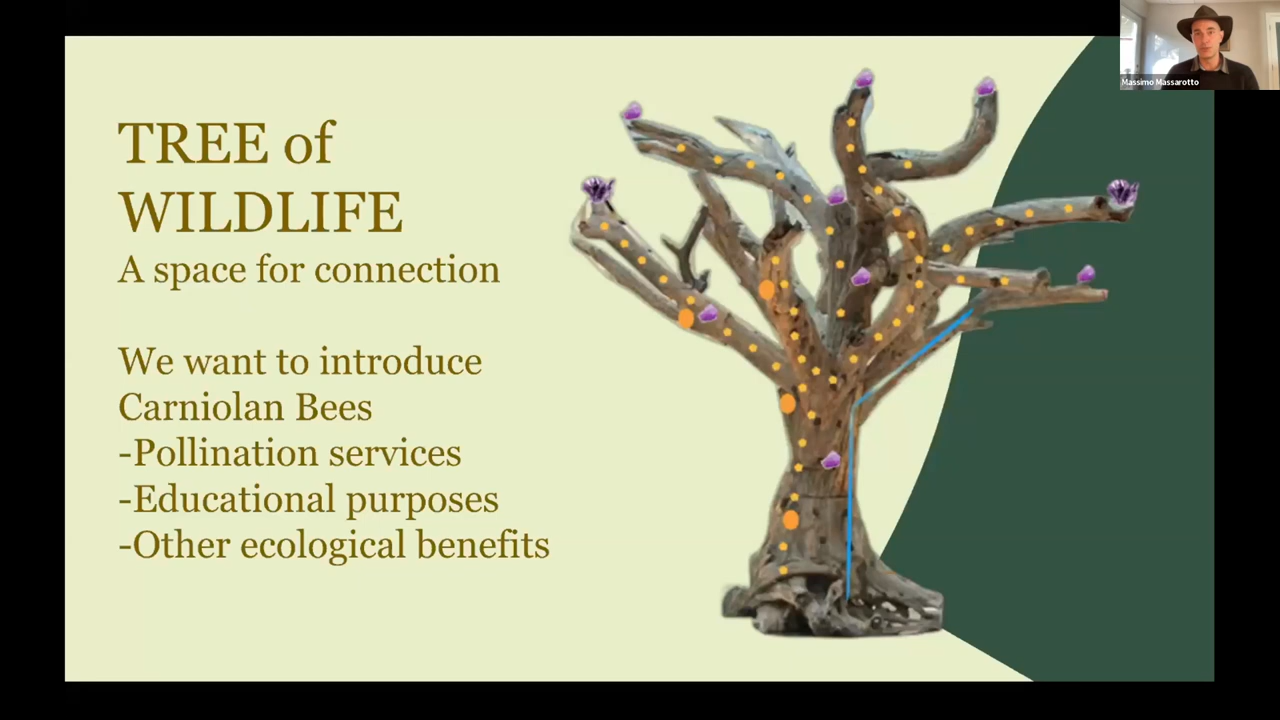 Massimo Massarotto
TREE of
WILDLIFE
A space for connection
We want to introduce
Carniolan Bees
-Pollination services
-Educational purposes
-Other ecological benefits